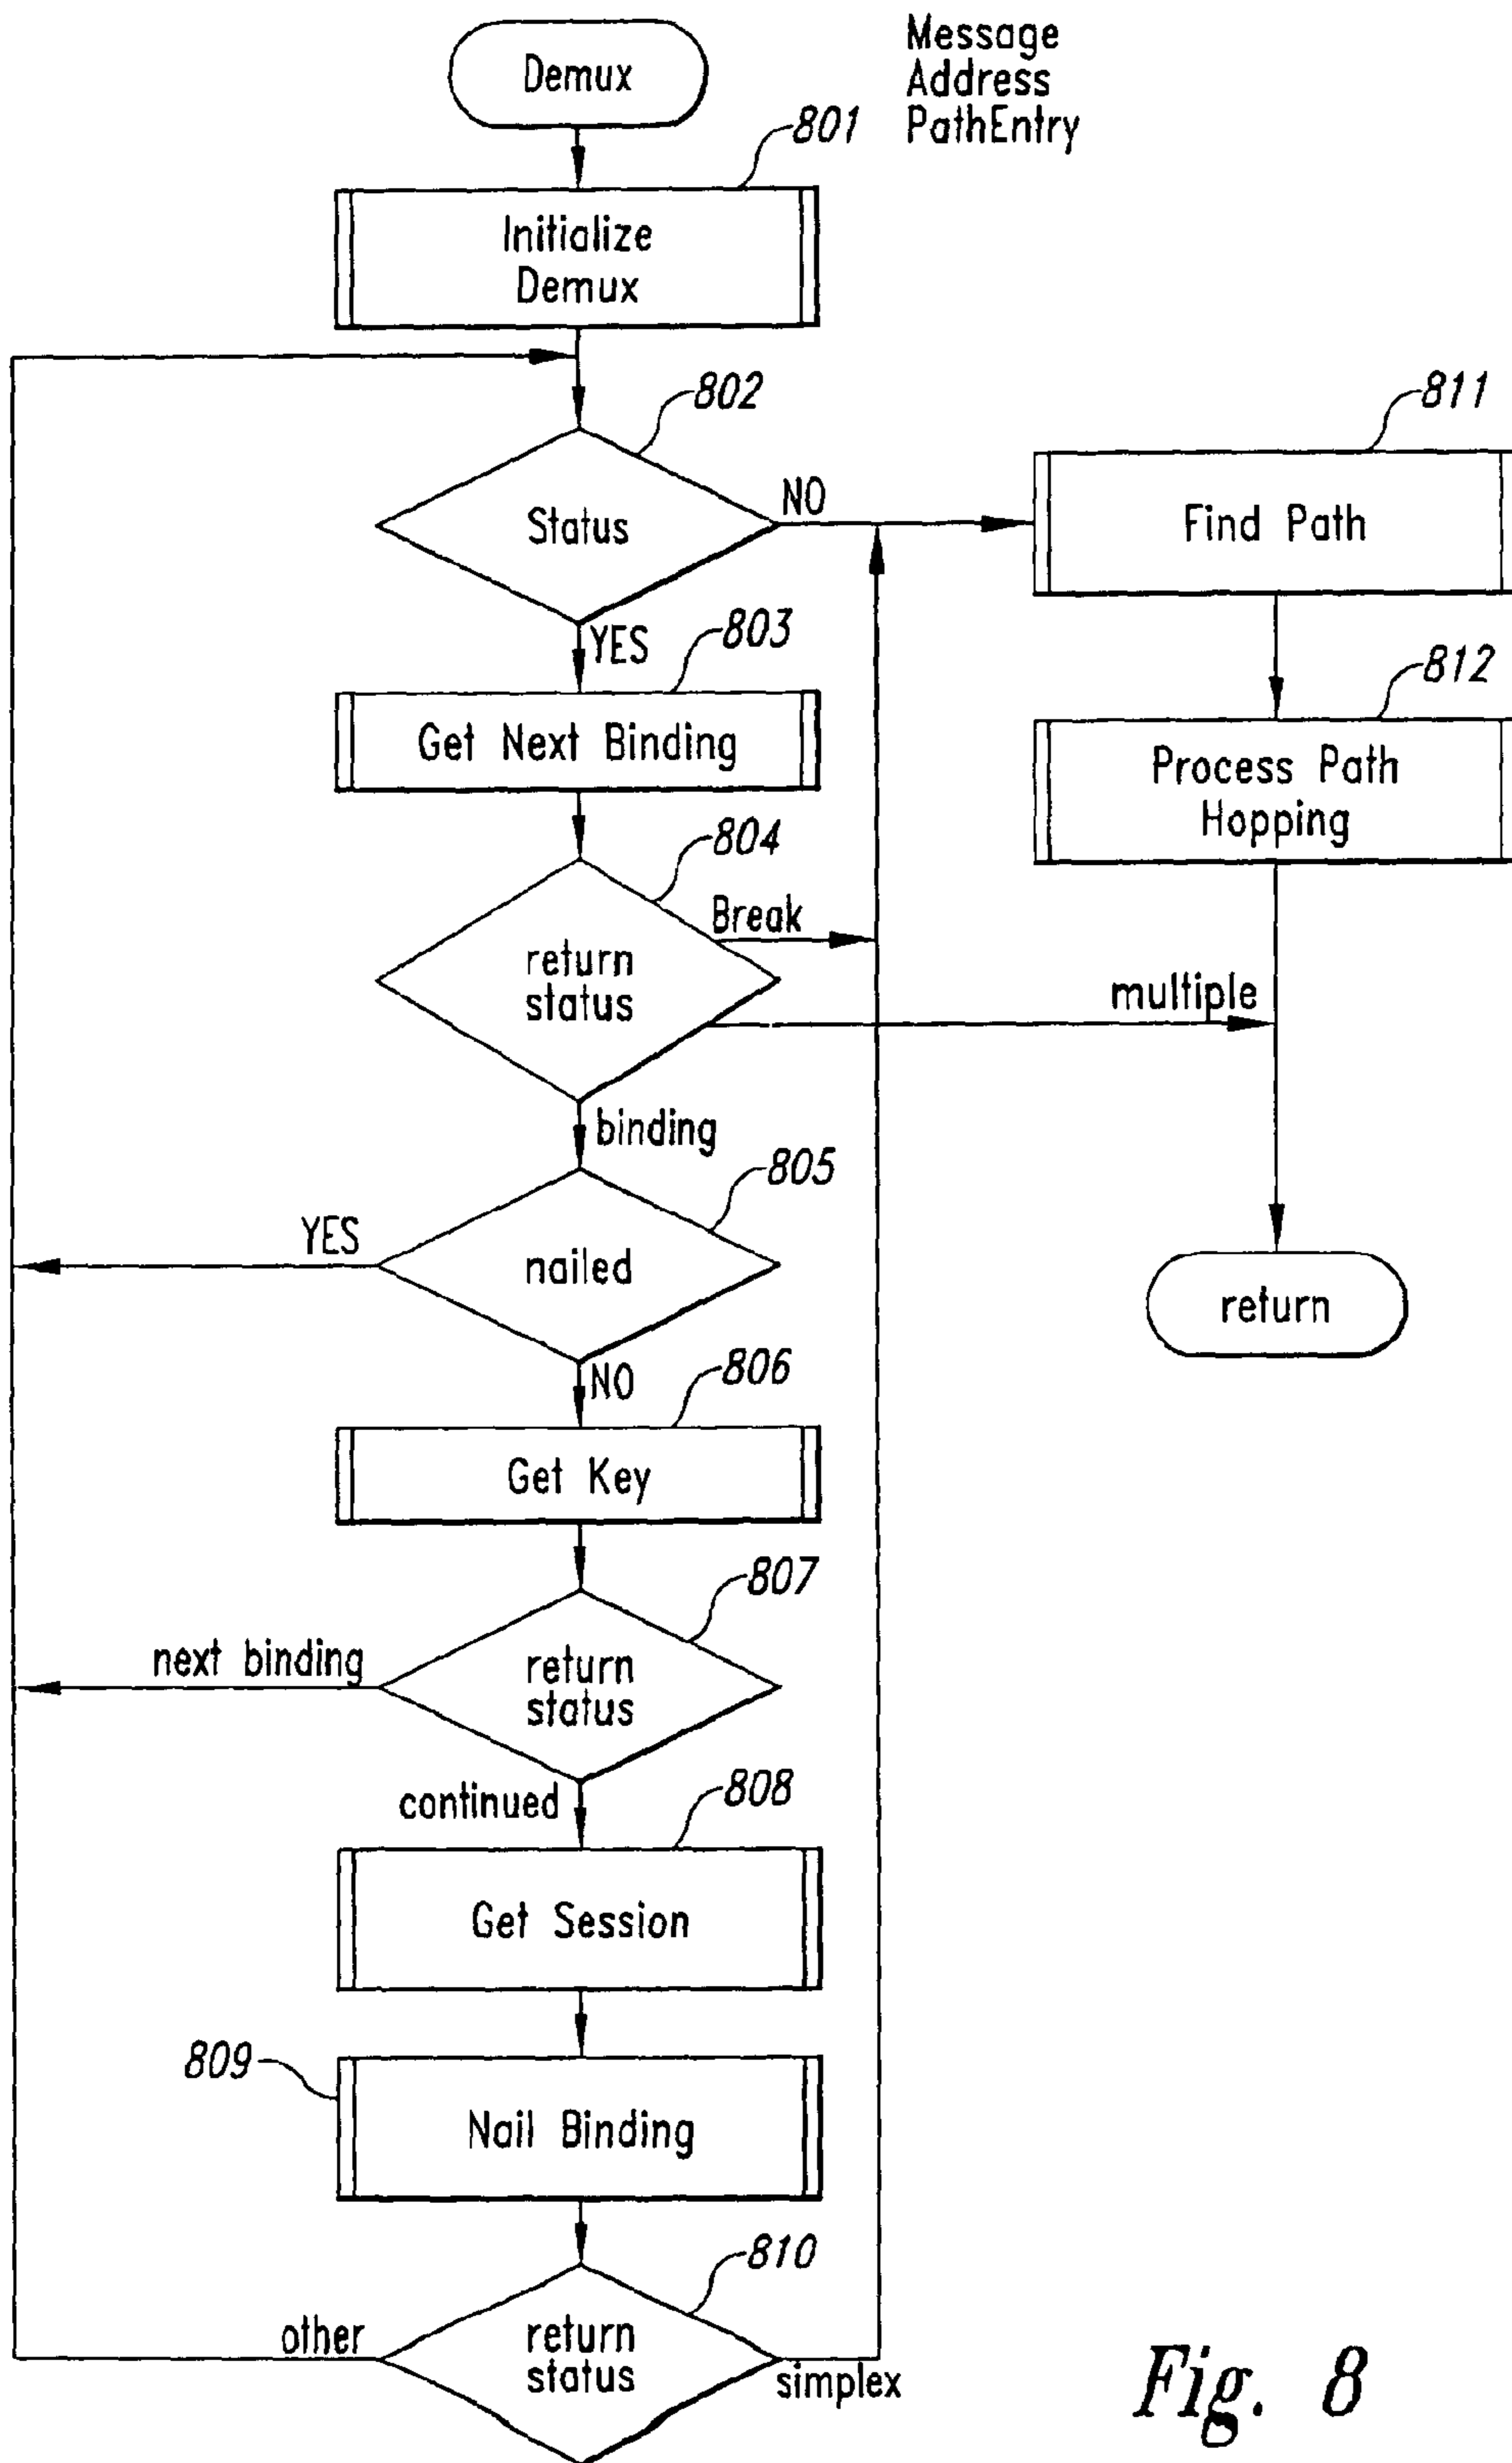 Demux
Message
Address
PathEntry
801
Initialize
Demux
802
Status
NO
YES
811
Find Path
803
Get Next Binding
812
Process Path
Hopping
804
return
status
Break
multiple
binding
805
nailed
YES
NO
return
806
Get Key
807
return
status
next binding
continued
808
Get Session
809
Nail Binding
810
return
status
other
simplex
Fig. 8